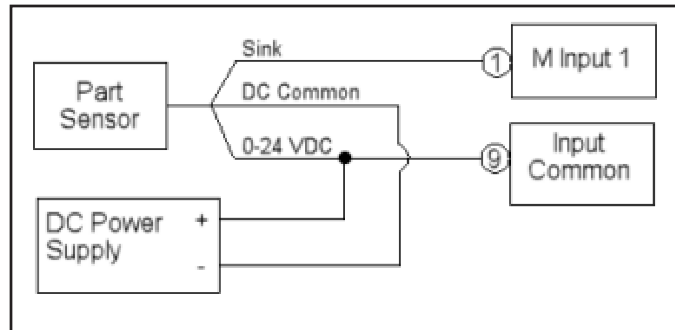 Sink
1
M Input 1
Part
Sensor
DC Common
0-24 VDC
9
Input
Common
DC Power
Supply
+
-